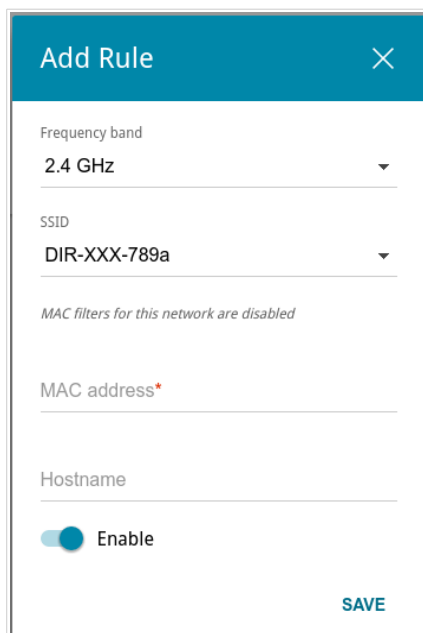 Add Rule
Frequency band
2.4 GHz
SSID
DIR-XXX-789a
MAC filters for this network are disabled
MAC address*
Hostname
Enable
SAVE